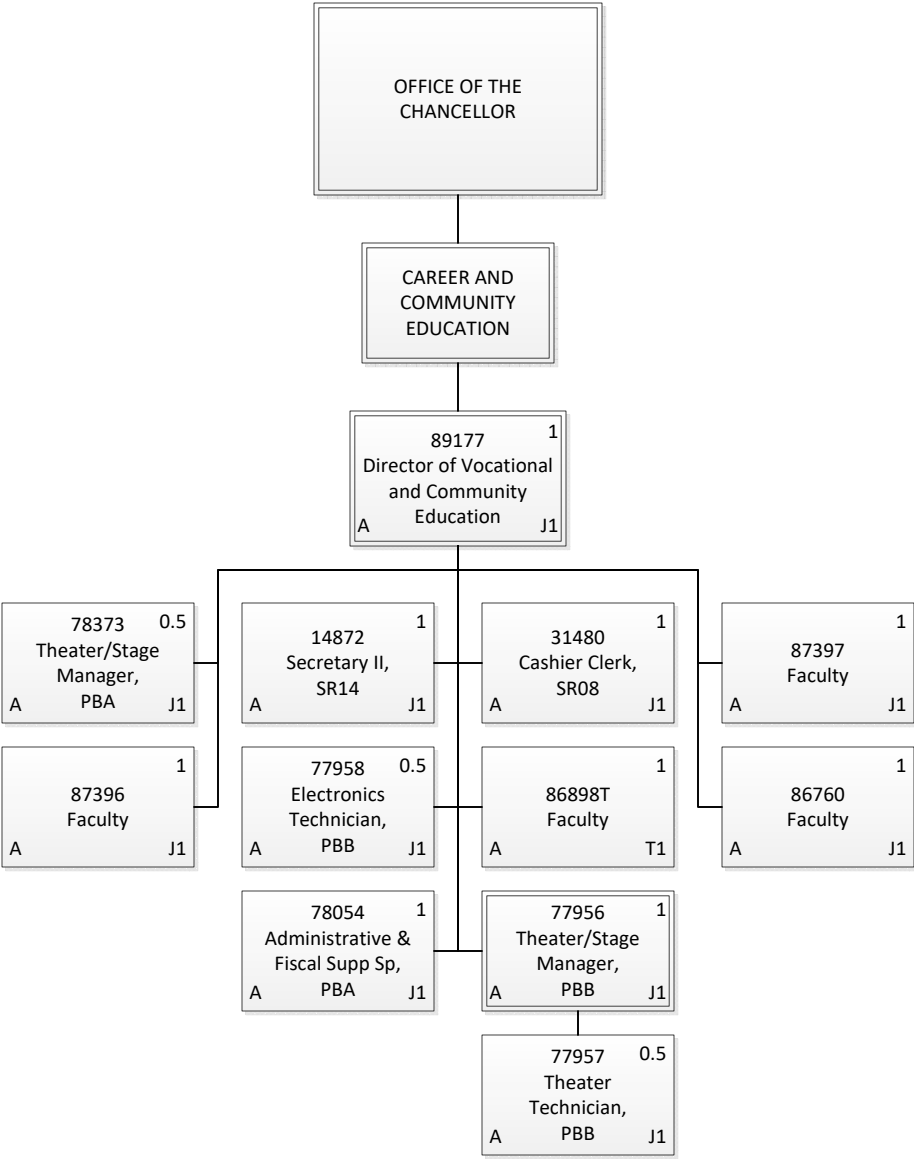 OFFICE OF THE
CHANCELLOR
CAREER AND
COMMUNITY
EDUCATION
89177 1
Director of Vocational
and Community
Education
A J1
78373 0.5
Theater/Stage
Manager,
PBA
A J1
14872 1
Secretary II,
SR14
A J1
31480 1
Cashier Clerk,
SR08
A J1
1
87397
Faculty
A J1
1
87396
Faculty
A J1
77958 0.5
Electronics
Technician,
PBB
A J1
1
86898T
Faculty
A T1
1
86760
Faculty
A J1
78054 1
Administrative &
Fiscal Supp Sp,
PBA
A J1
77956 1
Theater/Stage
Manager,
PBB
A J1
77957 0.5
Theater
Technician,
PBB
A J1